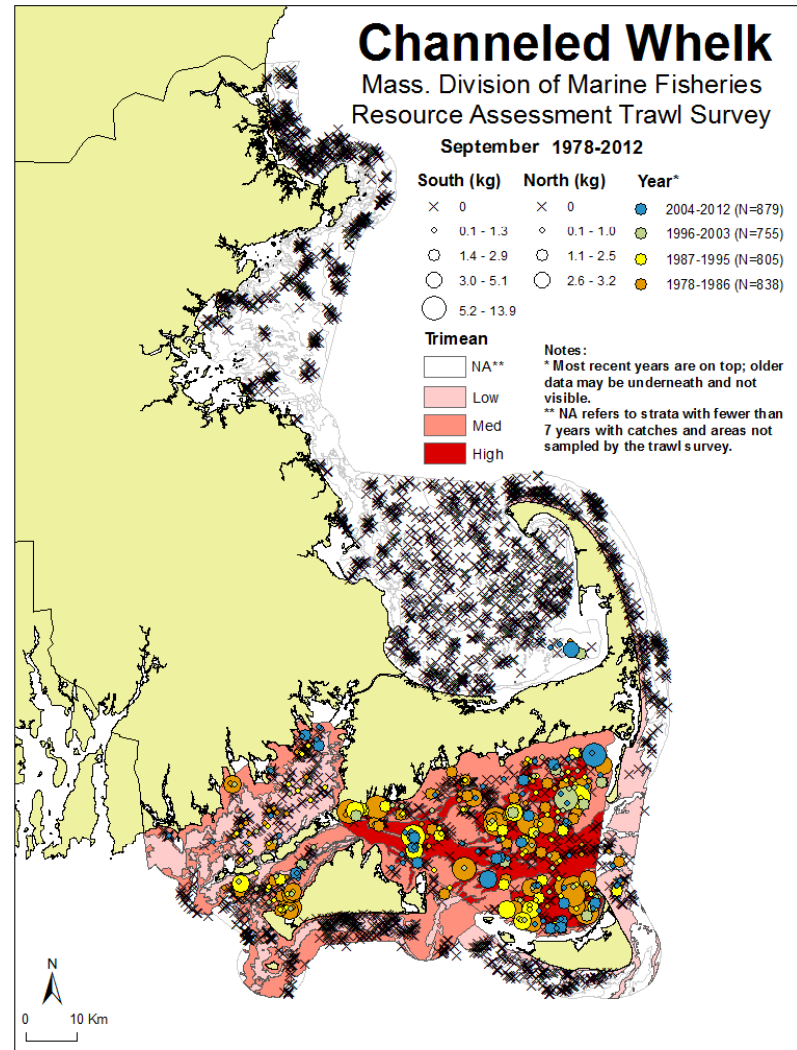 Channeled Whelk
Mass. Division of Marine Fisheries
Resource Assessment Trawl Survey
September 1978-2012
South (kg) North (kg) Year*
0 0 2004-2012 (N=879)
0.1 - 1.3 0.1 - 1.0 1996-2003 (N=755)
1.4 - 2.9 1.1 - 2.5 1987-1995 (N=805)
3.0 - 5.1 2.6 - 3.2 1978-1986 (N=838)
5.2 - 13.9
Trimean
NA**
Low
Med
High
Notes:
* Most recent years are on top; older
data may be underneath and not
visible.
** NA refers to strata with fewer than
7 years with catches and areas not
sampled by the trawl survey.
N
0 10 Km